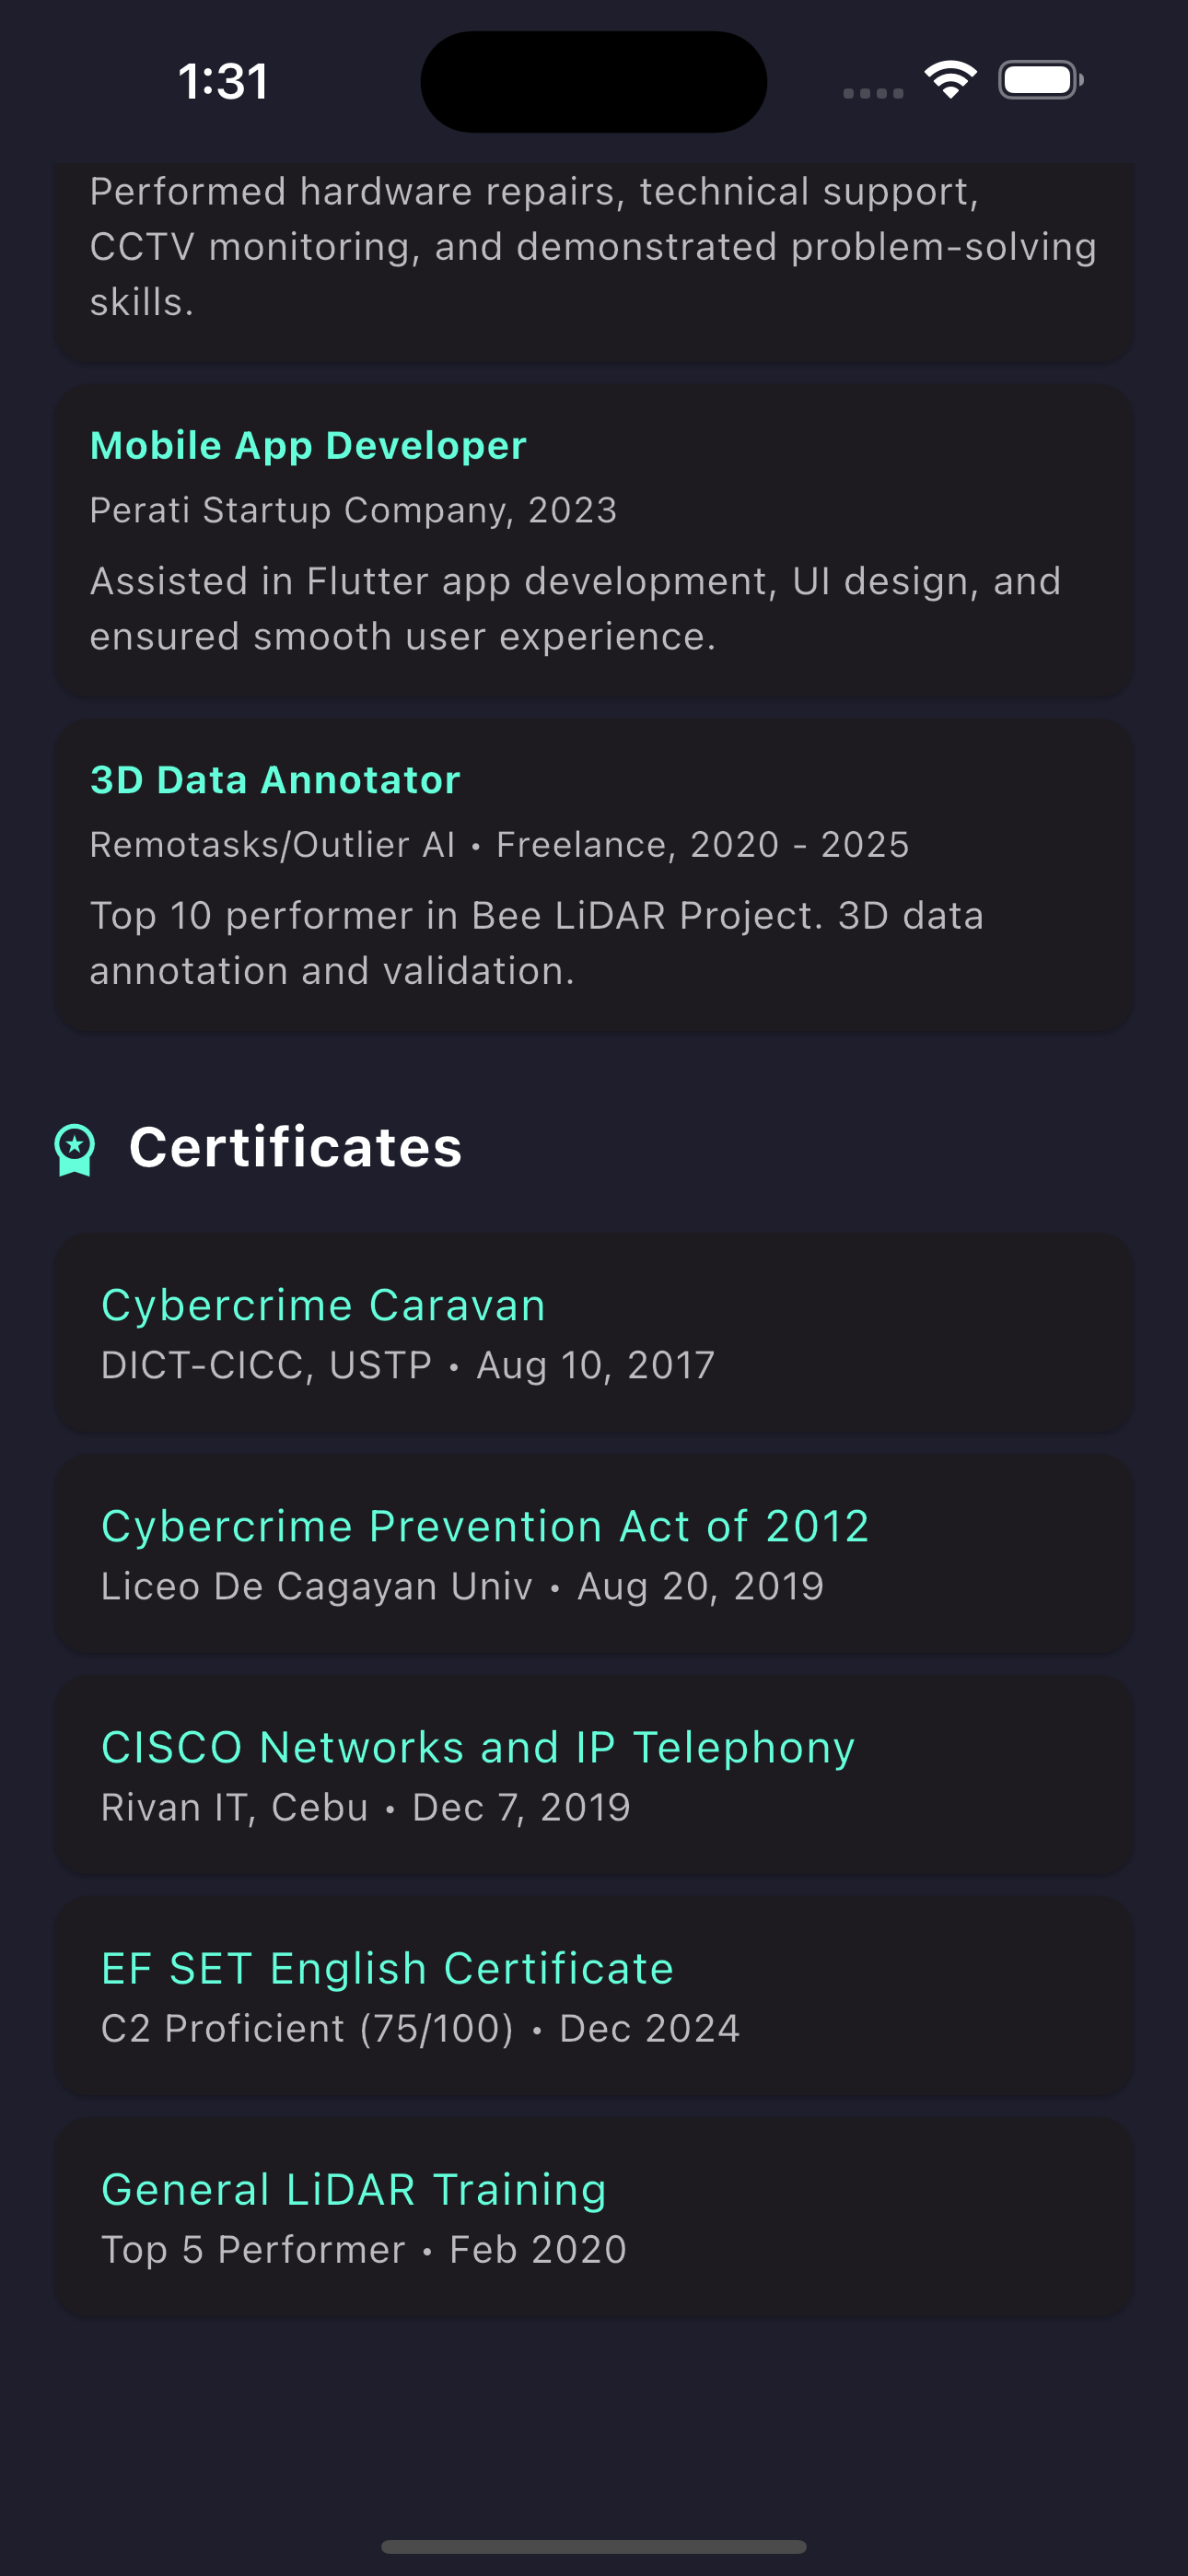 1:31
Performed hardware repairs, technical support,
CCTV monitoring, and demonstrated problem-solving
skills.
Mobile App Developer
Perati Startup Company, 2023
Assisted in Flutter app development, UI design, and
ensured smooth user experience.
3D Data Annotator
Remotasks/Outlier AI • Freelance, 2020 - 2025
Top 10 performer in Bee LiDAR Project. 3D data
annotation and validation.
Certificates
Cybercrime Caravan
DICT-CICC, USTP • Aug 10, 2017
Cybercrime Prevention Act of 2012
Liceo De Cagayan Univ • Aug 20, 2019
CISCO Networks and IP Telephony
Rivan IT, Cebu • Dec 7, 2019
EF SET English Certificate
C2 Proficient (75/100) • Dec 2024
General LiDAR Training
Top 5 Performer • Feb 2020